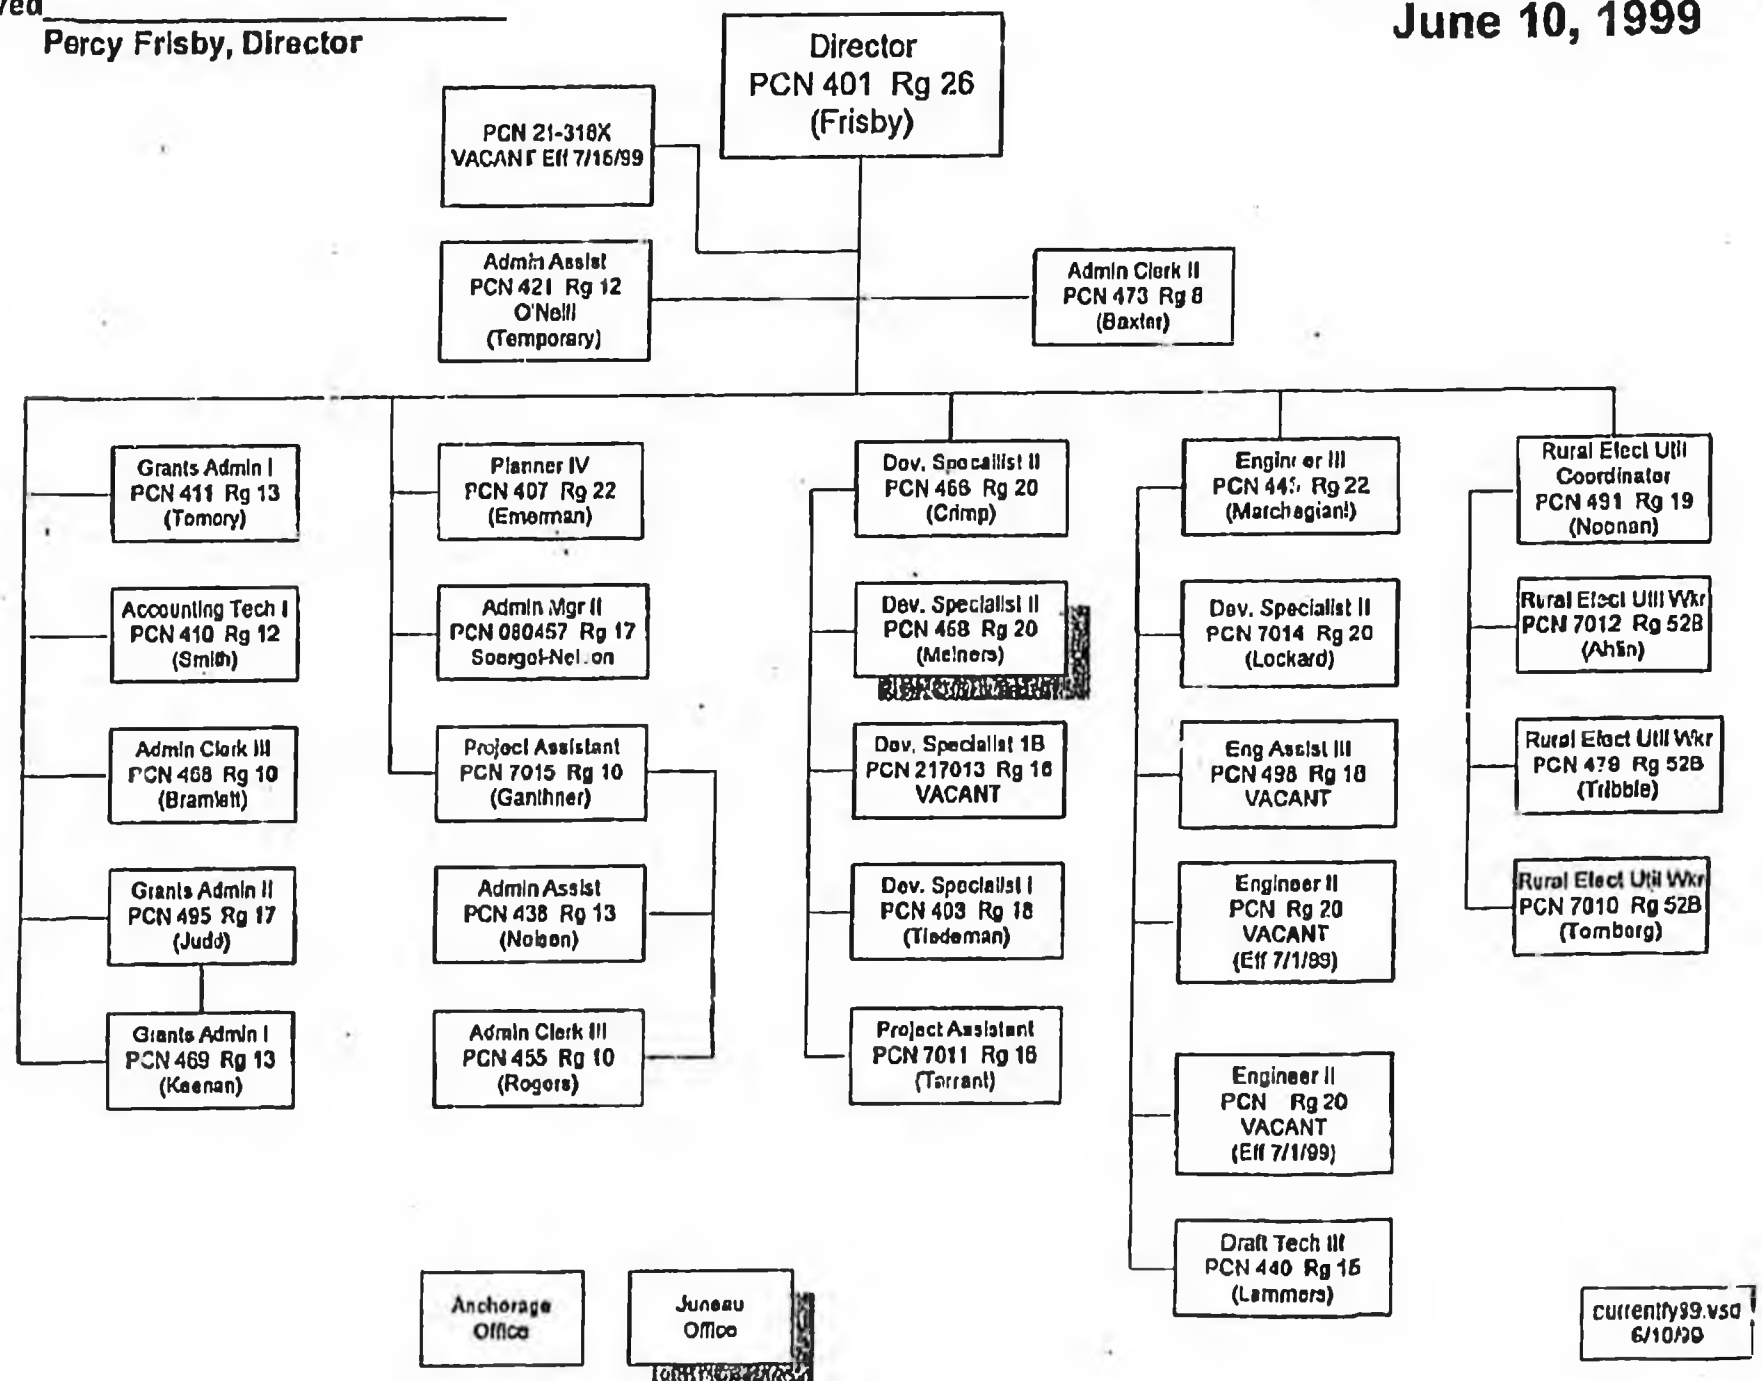 Percy Frisby, Director
June 10, 1999
Director
PCN 401 Rg 26
(Frisby)
PCN 21-318X
VACANT Eff 7/15/99
Admin Assist
PCN 421 Rg 12
O'Neill
(Temporary)
Admin Clerk II
PCN 473 Rg 8
(Baxter)
Grants Admin I
PCN 411 Rg 13
(Tomory)
Accounting Tech I
PCN 410 Rg 12
(Smith)
Admin Clerk III
PCN 468 Rg 10
(Bramlett)
Grants Admin II
PCN 495 Rg 17
(Judd)
Grants Admin I
PCN 469 Rg 13
(Keenan)
Planner IV
PCN 407 Rg 22
(Emerman)
Admin Mgr II
PCN 080457 Rg 17
Project Assistant
PCN 7015 Rg 10
(Ganthner)
Admin Assist
PCN 438 Rg 13
(Nolsen)
Admin Clerk III
PCN 455 Rg 10
(Rogers)
Dev. Specialist II
PCN 466 Rg 20
(Crimp)
Dev. Specialist II
PCN 458 Rg 20
(Meiners)
Dev. Specialist 1B
PCN 217013 Rg 16
VACANT
Dev. Specialist I
PCN 403 Rg 18
(Tiedeman)
Project Assistant
PCN 7011 Rg 16
(Tarrant)
Engineer III
PCN Rg 22
(Marchegiani)
Dev. Specialist II
PCN 7014 Rg 20
(Lockard)
Eng Assist III
PCN 498 Rg 18
VACANT
Engineer II
PCN Rg 20
VACANT
(Eff 7/1/99)
Engineer II
PCN Rg 20
VACANT
(Eff 7/1/99)
Draft Tech III
PCN 440 Rg 15
(Lammers)
Rural Elect Util
Coordinator
PCN 491 Rg 19
(Noonan)
Rural Elect Util Wkr
PCN 7012 Rg 52B
(Ahlin)
Rural Elect Util Wkr
PCN 479 Rg 52B
(Tribble)
Rural Elect Util Wkr
PCN 7010 Rg 52B
(Tornborg)
Anchorage
Office
Juneau
Office
currentfy99.vsd
6/10/99